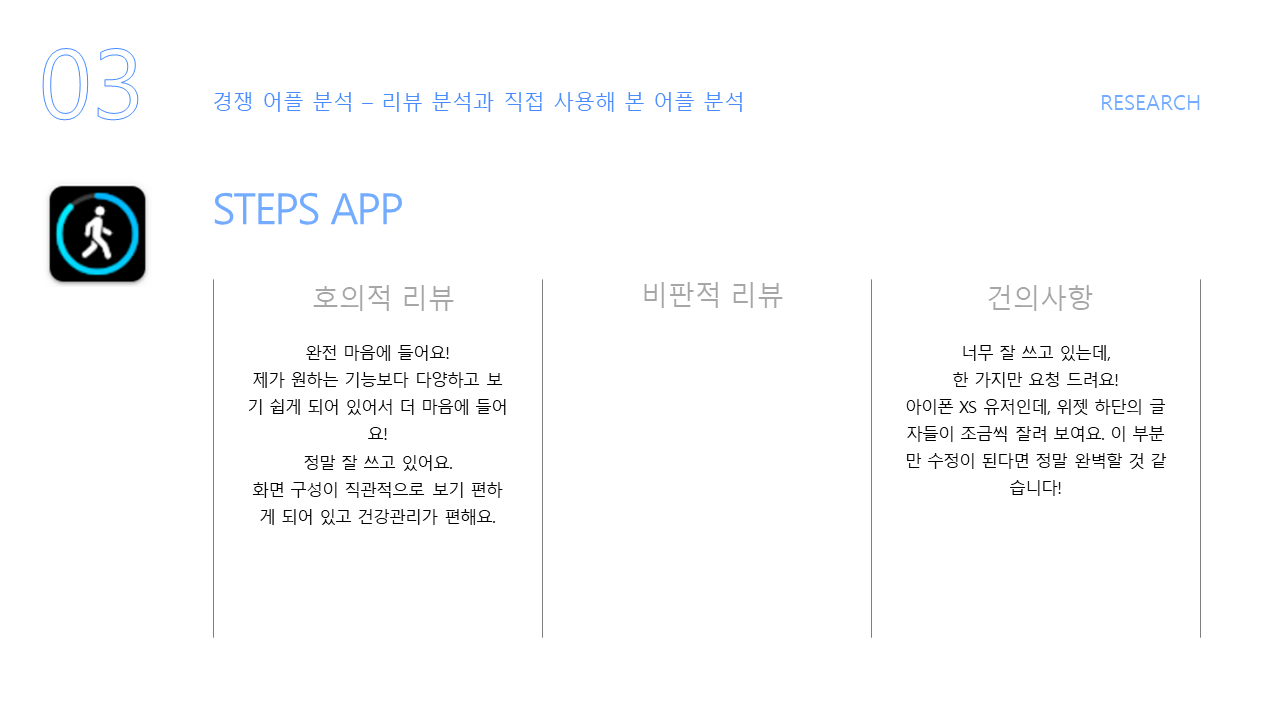 03
경쟁 어플 분석 – 리뷰 분석과 직접 사용해 본 어플 분석
RESEARCH
STEPS APP
호의적 리뷰
완전 마음에 들어요!
제가 원하는 기능보다 다양하고 보
기 쉽게 되어 있어서 더 마음에 들어
요!
정말 잘 쓰고 있어요.
화면 구성이 직관적으로 보기 편하
게 되어 있고 건강관리가 편해요.
비판적 리뷰
건의사항
너무 잘 쓰고 있는데,
한 가지만 요청 드려요!
아이폰 XS 유저인데, 위젯 하단의 글
자들이 조금씩 잘려 보여요. 이 부분
만 수정이 된다면 정말 완벽할 것 같
습니다!